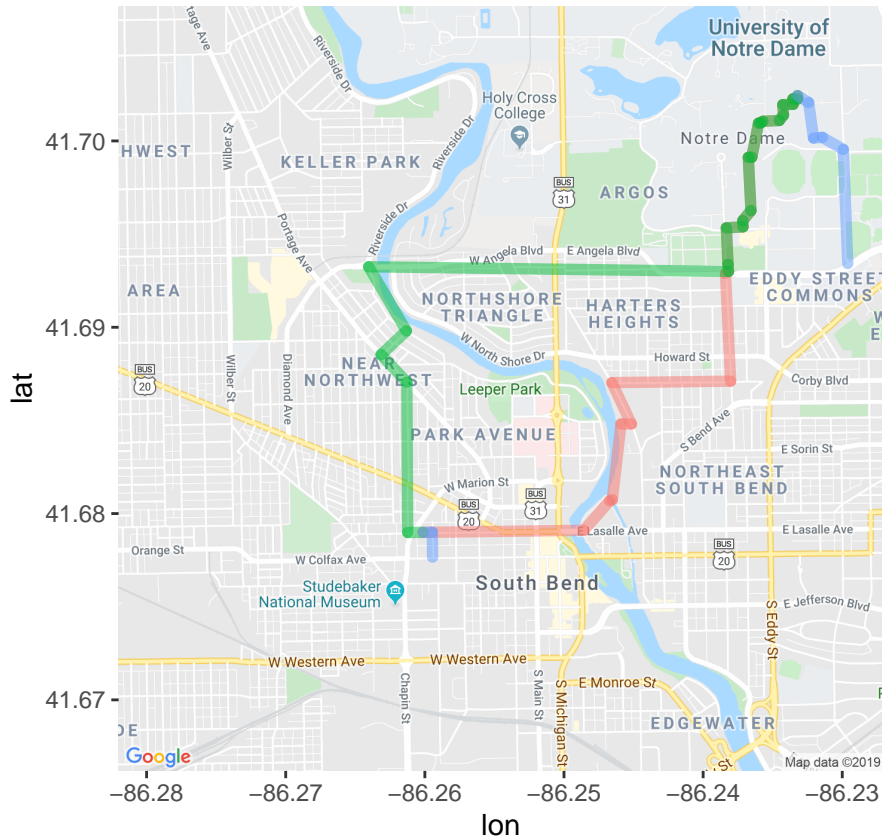 University of
Notre Dame
Portage Ave
Riverside Dr
Holy Cross
College
Wilber St
KELLER PARK
Riverside Dr
Notre Dame
BUS
31
ARGOS
Portage Ave
Riverside Dr
W Angela Blvd
E Angela Blvd
EDDY STREET
COMMONS
AREA
NORTHSHORE
TRIANGLE
HARTERS
HEIGHTS
W North Shore Dr
Howard St
NEAR
NORTHWEST
BUS
20
Wilber St
Diamond Ave
Leeper Park
Corby Blvd
S Bend Ave
PARK AVENUE
E Sorin St
NORTHEAST
SOUTH BEND
W Marion St
BUS
20
BUS
31
E Lasalle Ave
E Lasalle Ave
Orange St
W Colfax Ave
20
Studebaker
National Museum
South Bend
E Jefferson Blvd
S Eddy St
W Western Ave
W Western Ave
Chapin St
S Main St
S Michigan St
E Monroe St
EDGEWATER
Google
Map data ©2019
41.70
41.69
41.68
41.67
lat
−86.28
−86.27
−86.26
−86.25
−86.24
−86.23
lon